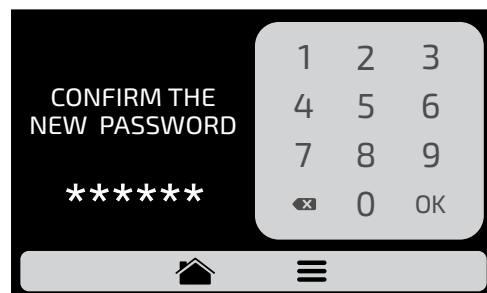 CONFIRM THE
NEW PASSWORD
******
1 2 3
4 5 6
7 8 9
0 OK